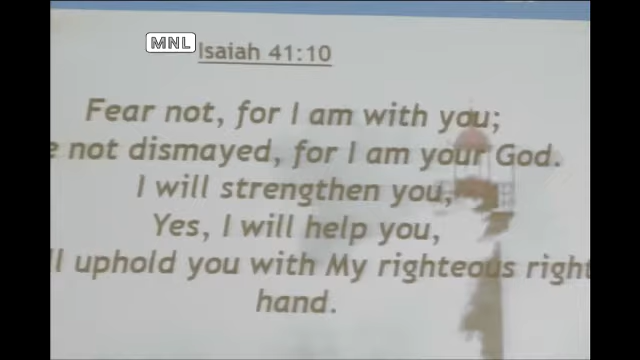 MNL
Isaiah 41:10
Fear not, for I am with you;
not dismayed, for I am your God.
I will strengthen you,
Yes, I will help you,
uphold you with My righteous right
hand.